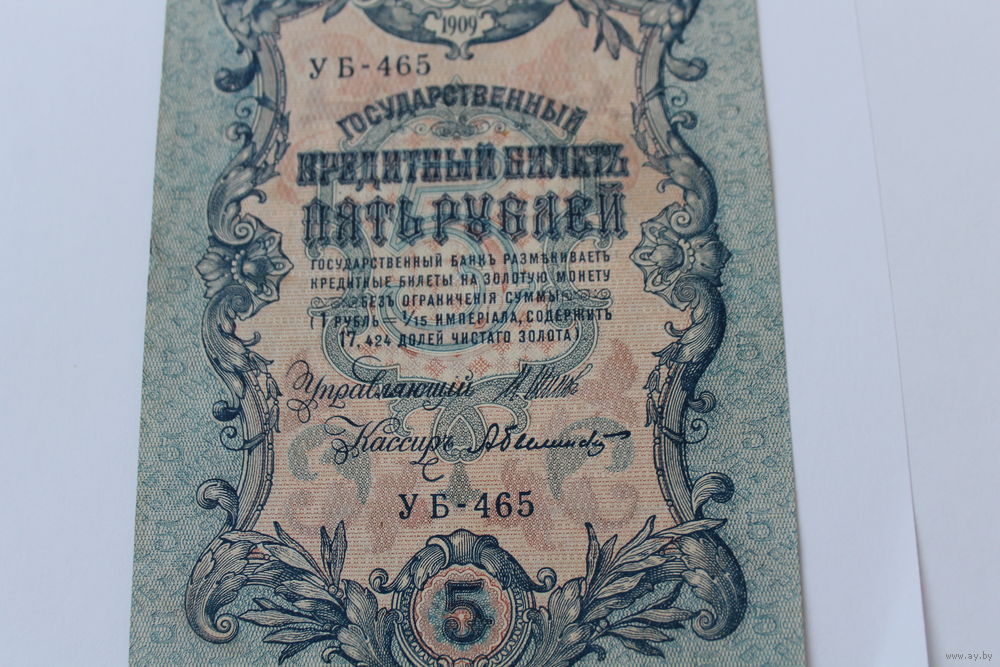 1909
УБ-465
ГОСУДАРСТВЕННЫЙ
КРЕДИТНЫЙ БИЛЕТЪ
ПЯТЬ РУБЛЕЙ
ГОСУДАРСТВЕННЫЙ БАНКЪ РАЗМѢНИВАЕТЪ
КРЕДИТНЫЕ БИЛЕТЫ НА ЗОЛОТУЮ МОНЕТУ
БЕЗЪ ОГРАНИЧЕНІЯ СУММЫ
(1 РУБЛЬ - 1/15 ИМПЕРІАЛА, СОДЕРЖИТЪ
17,424 ДОЛЕЙ ЧИСТАГО ЗОЛОТА).
Управляющій
Кассиръ
УБ-465
5
www.ay.by